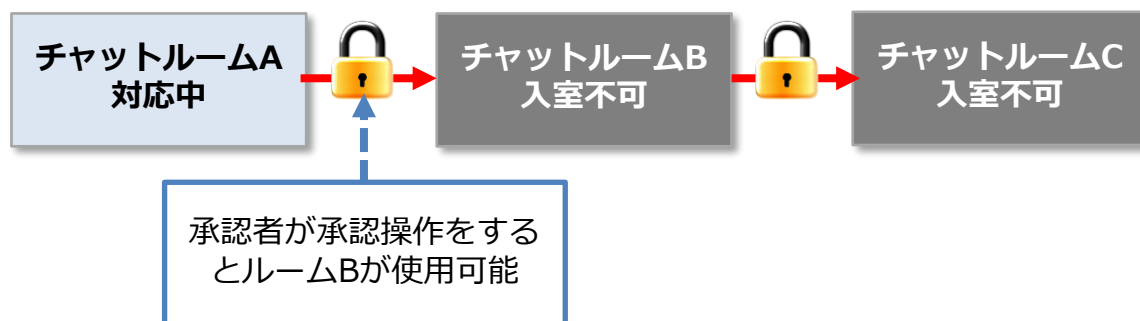 チャットルームA
対応中
チャットルームB
入室不可
チャットルームC
入室不可
承認者が承認操作をする
とルームBが使用可能